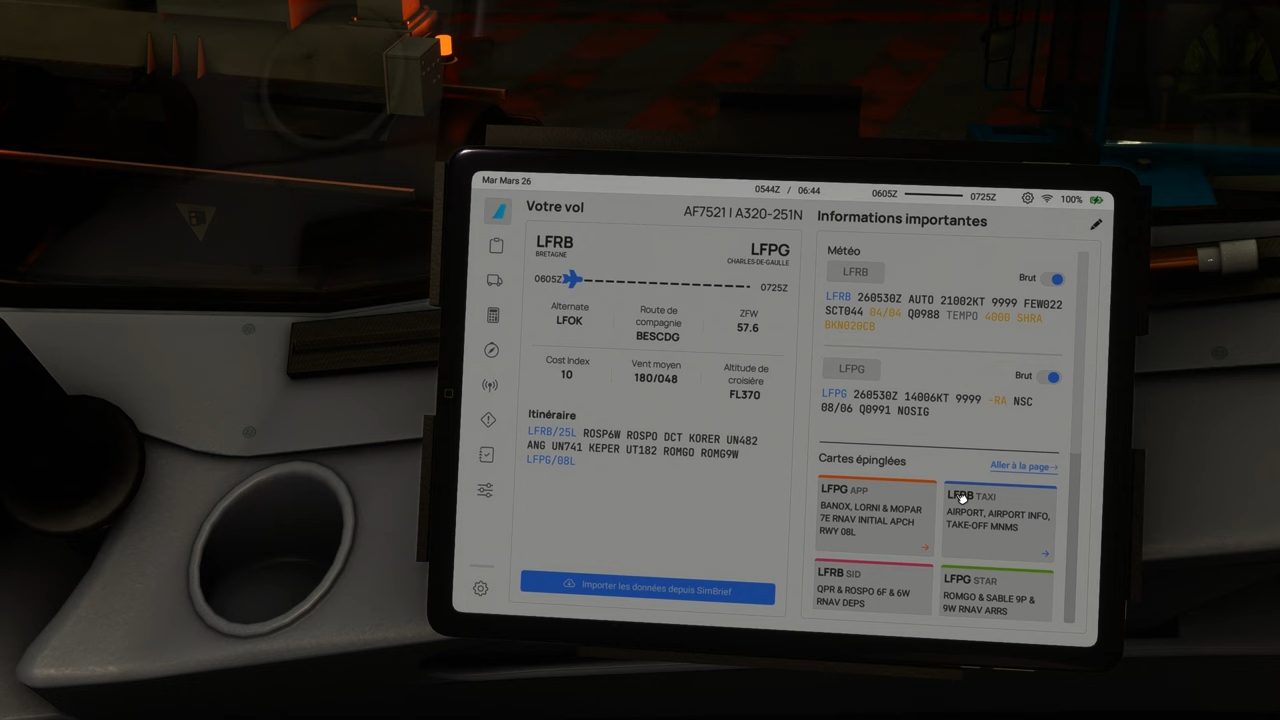 Mar Mars 26
0544Z / 06:44
0605Z
0725Z
100%
Votre vol
AF7521 | A320-251N
LFRB
BRETAGNE
LFPG
CHARLES-DE-GAULLE
0605Z
0725Z
Alternate
LFOK
Route de
compagnie
BESCDG
ZFW
57.6
Cost Index
10
Vent moyen
180/048
Altitude de
croisière
FL370
Itinéraire
LFRB/25L ROSP6W ROSPO DCT KORER UN482
ANG UN741 KEPER UT182 ROMGO ROMG9W
LFPG/08L
Importer les données depuis SimBrief
Informations importantes
Météo
LFRB
Brut
LFRB 260530Z AUTO 21002KT 9999 FEW022
SCT044 04/04 Q0988 TEMPO 4000 SHRA
BKN020CB
LFPG
Brut
LFPG 260530Z 14006KT 9999 -RA NSC
08/06 Q0991 NOSIG
Cartes épinglées
Aller à la page
LFPG APP
BANOX, LORNI & MOPAR
7E RNAV INITIAL APCH
RWY 08L
LFRB TAXI
AIRPORT, AIRPORT INFO,
TAKE-OFF MNMS
LFRB SID
QPR & ROSPO 6F & 6W
RNAV DEPS
LFPG STAR
ROMGO & SABLE 9P &
9W RNAV ARRS